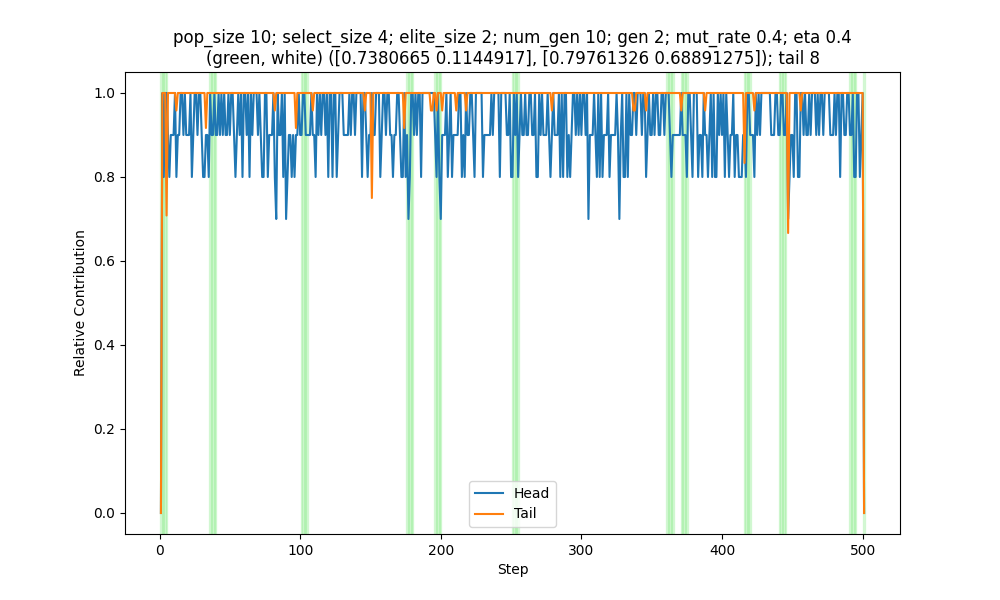 pop_size 10; select_size 4; elite_size 2; num_gen 10; gen 2; mut_rate 0.4; eta 0.4
(green, white) ([0.7380665 0.1144917], [0.79761326 0.68891275]); tail 8
1.0
0.8
0.6
0.4
0.2
0.0
Relative Contribution
Head
Tail
0 100 200 300 400 500
Step